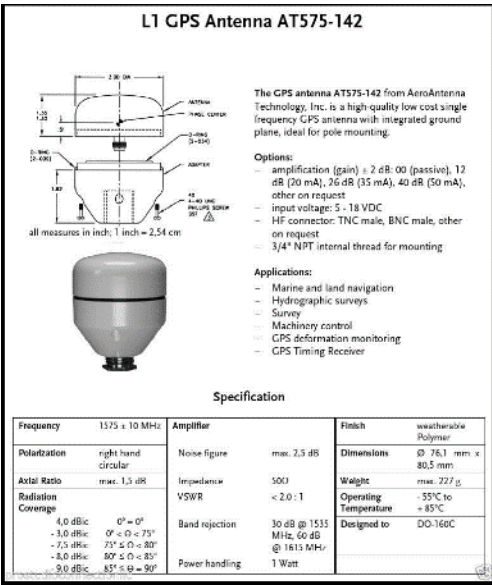 L1 GPS Antenna AT575-142
ANTENNA
PHASE CENTER
O-RING
ADAPTER
O-RING
PHILLIPS SCREW
all measures in inch; 1 inch = 2,54 cm
The GPS antenna AT575-142 from AeroAntenna
Technology, Inc. is a high-quality low cost single
frequency GPS antenna with integrated ground
plane, ideal for pole mounting.
Options:
– amplification (gain) ± 2 dB: 00 (passive), 12
dB (20 mA), 26 dB (35 mA), 40 dB (50 mA),
other on request
– input voltage: 5 - 18 VDC
– HF connector: TNC male, BNC male, other
on request
– 3/4" NPT internal thread for mounting
Applications:
– Marine and land navigation
– Hydrographic surveys
– Survey
– Machinery control
– GPS deformation monitoring
– GPS Timing Receiver
Specification
Frequency 1575 ± 10 MHz Amplifier Finish weatherable
Polymer
Polarization right hand
circular Noise figure max. 2,5 dB Dimensions Ø 76,1 mm x
80,5 mm
Axial Ratio max. 1,5 dB Impedance 50Ω Weight max. 227 g
Radiation
Coverage VSWR < 2.0 : 1 Operating
Temperature - 55°C to
+ 85°C
- 4,0 dBic 0° = 0°
- 3,0 dBic 0° < Θ < 75° Band rejection 30 dB @ 1535
MHz, 60 dB
@ 1615 MHz Designed to DO-160C
- 7,5 dBic 75° ≤ Θ < 80°
- 8,0 dBic 80° ≤ Θ < 85°
- 9,0 dBic 85° ≤ Θ = 90° Power handling 1 Watt